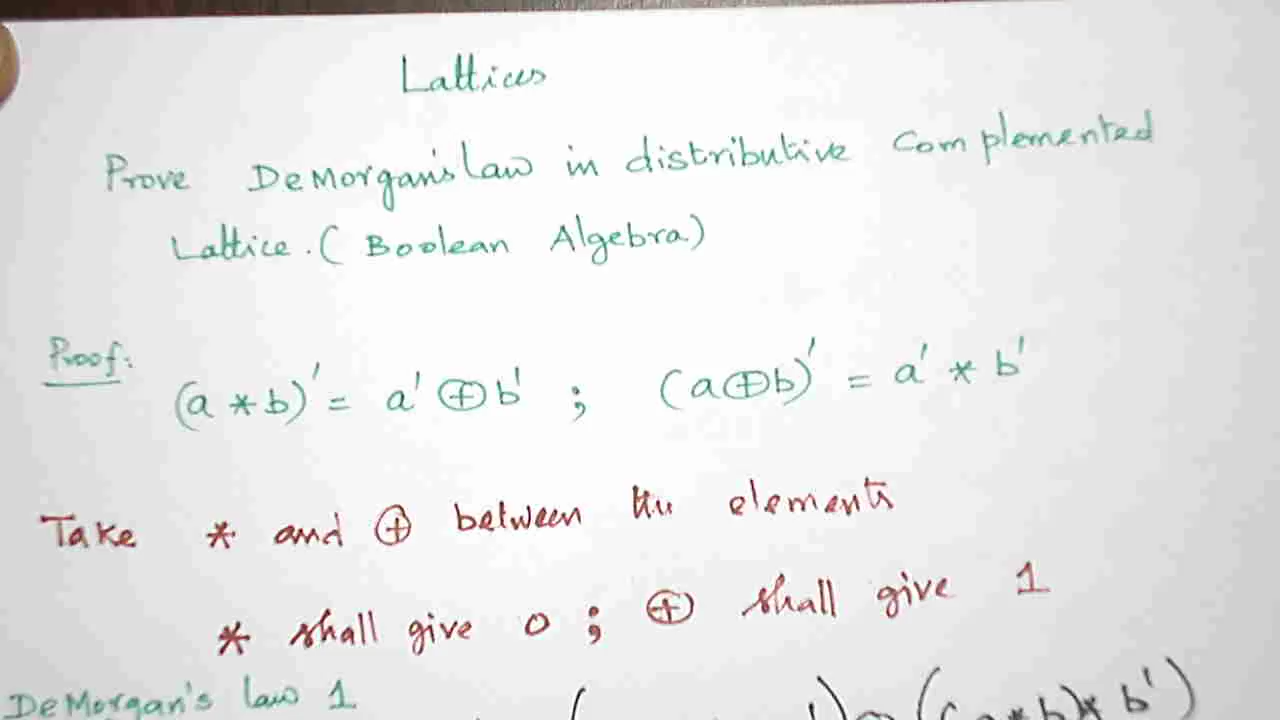 Lattices
Prove DeMorgan's law in distributive complemented
Lattice. (Boolean Algebra)
Proof:
(a * b)' = a' ⊕ b' ; (a ⊕ b)' = a' * b'
Take * and ⊕ between the elements
* shall give 0 ; ⊕ shall give 1
DeMorgan's law 1
(a * b) * b')